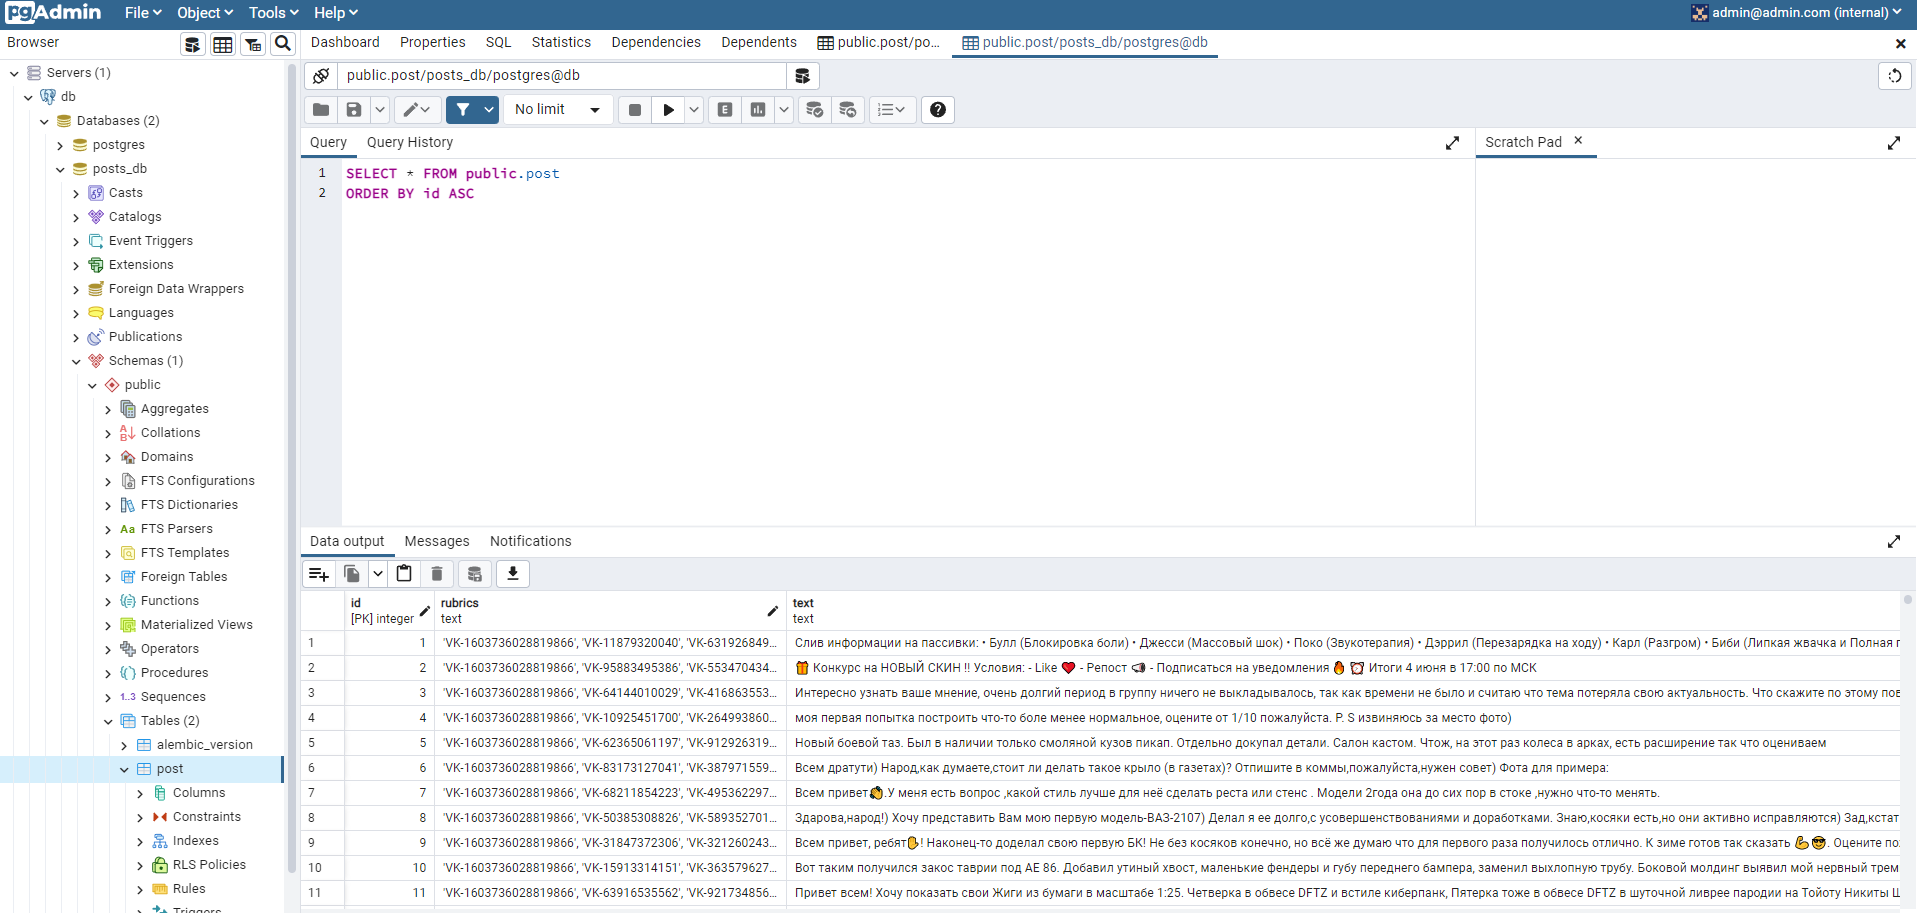 pgAdmin File Object Tools Help admin@admin.com (internal)
Browser
Dashboard Properties SQL Statistics Dependencies Dependents public.post/po... public.post/posts_db/postgres@db
Servers (1)
db
Databases (2)
postgres
posts_db
Casts
Catalogs
Event Triggers
Extensions
Foreign Data Wrappers
Languages
Publications
Schemas (1)
public
Aggregates
Collations
Domains
FTS Configurations
FTS Dictionaries
Aa FTS Parsers
FTS Templates
Foreign Tables
Functions
Materialized Views
Operators
Procedures
1..3 Sequences
Tables (2)
alembic_version
post
Columns
Constraints
Indexes
RLS Policies
Rules
Triggers
public.post/posts_db/postgres@db
No limit
E
Query Query History
Scratch Pad
1 SELECT * FROM public.post
2 ORDER BY id ASC
Data output Messages Notifications
id rubrics text
[PK] integer text text
1 1 'VK-1603736028819866', 'VK-11879320040', 'VK-631926849... Слив информации на пассивки: • Булл (Блокировка боли) • Джесси (Массовый шок) • Поко (Звукотерапия) • Дэррил (Перезарядка на ходу) • Карл (Разгром) • Биби (Липкая жвачка и Полная
2 2 'VK-1603736028819866', 'VK-95883495386', 'VK-553470434... 🎁 Конкурс на НОВЫЙ СКИН !! Условия: - Like ❤️ - Репост 📢 - Подписаться на уведомления 🔥 ⏰ Итоги 4 июня в 17:00 по МСК
3 3 'VK-1603736028819866', 'VK-64144010029', 'VK-416863553... Интересно узнать ваше мнение, очень долгий период в группу ничего не выкладывалось, так как времени не было и считаю что тема потеряла свою актуальность. Что скажите по этому пов
4 4 'VK-1603736028819866', 'VK-10925451700', 'VK-264993860... моя первая попытка построить что-то боле менее нормальное, оцените от 1/10 пожалуйста. P. S извиняюсь за место фото)
5 5 'VK-1603736028819866', 'VK-62365061197', 'VK-912926319... Новый боевой таз. Был в наличии только смоляной кузов пикап. Отдельно докупал детали. Салон кастом. Чтож, на этот раз колеса в арках, есть расширение так что оцениваем
6 6 'VK-1603736028819866', 'VK-83173127041', 'VK-387971559... Всем дратути) Народ,как думаете,стоит ли делать такое крыло (в газетах)? Отпишите в коммы,пожалуйста,нужен совет) Фота для примера:
7 7 'VK-1603736028819866', 'VK-68211854223', 'VK-495362297... Всем привет👏.У меня есть вопрос ,какой стиль лучше для неё сделать реста или стенс . Модели 2года она до сих пор в стоке ,нужно что-то менять.
8 8 'VK-1603736028819866', 'VK-50385308826', 'VK-589352701... Здарова,народ!) Хочу представить Вам мою первую модель-ВАЗ-2107) Делал я ее долго,с усовершенствованиями и доработками. Знаю,косяки есть,но они активно исправляются) Зад,кстат
9 9 'VK-1603736028819866', 'VK-31847372306', 'VK-321260243... Всем привет, ребят✋! Наконец-то доделал свою первую БК! Не без косяков конечно, но всё же думаю что для первого раза получилось отлично. К зиме готов так сказать 💪😎. Оцените по
10 10 'VK-1603736028819866', 'VK-15913314151', 'VK-363579627... Вот таким получился закос таврии под АЕ 86. Добавил утиный хвост, маленькие фендеры и губу переднего бампера, заменил выхлопную трубу. Боковой молдинг выявил мой нервный трем
11 11 'VK-1603736028819866', 'VK-63916535562', 'VK-921734856... Привет всем! Хочу показать свои Жиги из бумаги в масштабе 1:25. Четверка в обвесе DFTZ и встиле киберпанк, Пятерка тоже в обвесе DFTZ в шуточной ливрее пародии на Тойоту Никиты